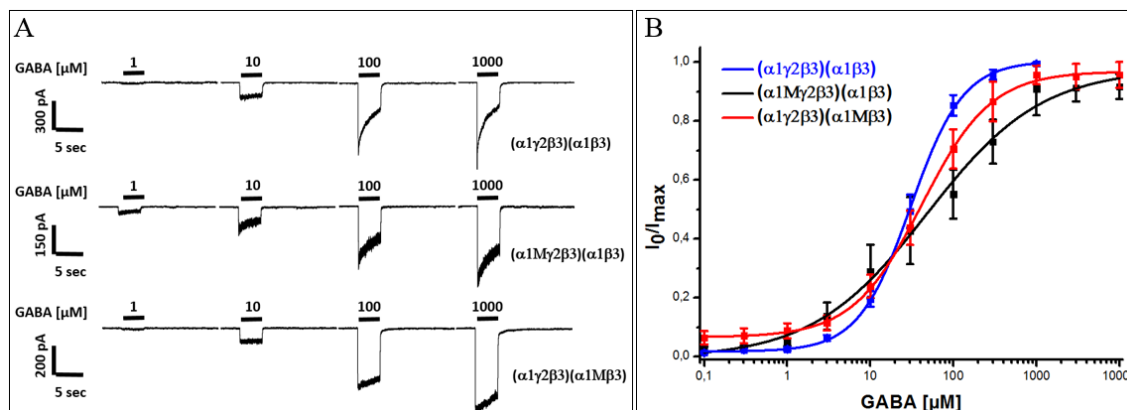 A
GABA [µM] 1 10 100 1000
300 pA
5 sec
(α1γ2β3)(α1β3)
GABA [µM] 1 10 100 1000
150 pA
5 sec
(α1Mγ2β3)(α1β3)
GABA [µM] 1 10 100 1000
200 pA
5 sec
(α1γ2β3)(α1Mβ3)
B
(α1γ2β3)(α1β3)
(α1Mγ2β3)(α1β3)
(α1γ2β3)(α1Mβ3)
I0/Imax
1,0
0,8
0,6
0,4
0,2
0,0
0,1 1 10 100 1000 1000
GABA [µM]